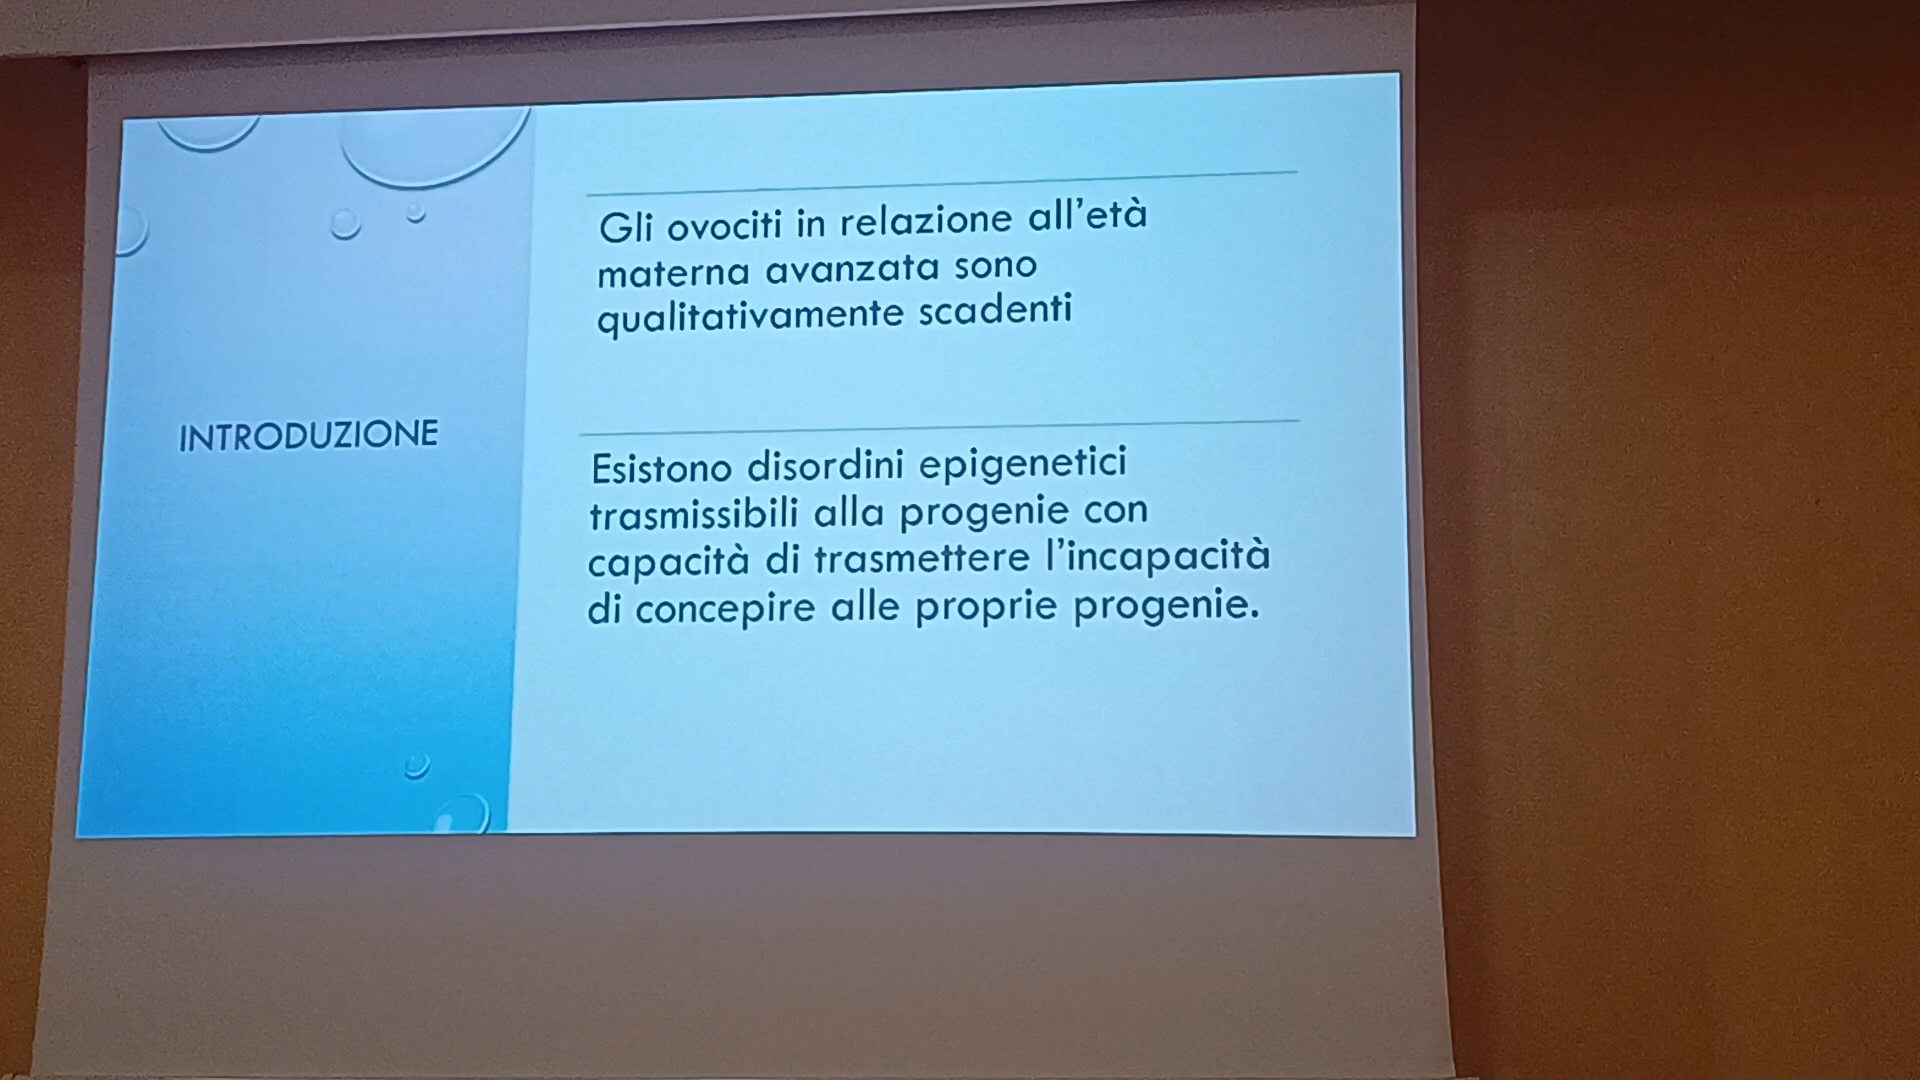 INTRODUZIONE
Gli ovociti in relazione all'età
materna avanzata sono
qualitativamente scadenti
Esistono disordini epigenetici
trasmissibili alla progenie con
capacità di trasmettere l'incapacità
di concepire alle proprie progenie.